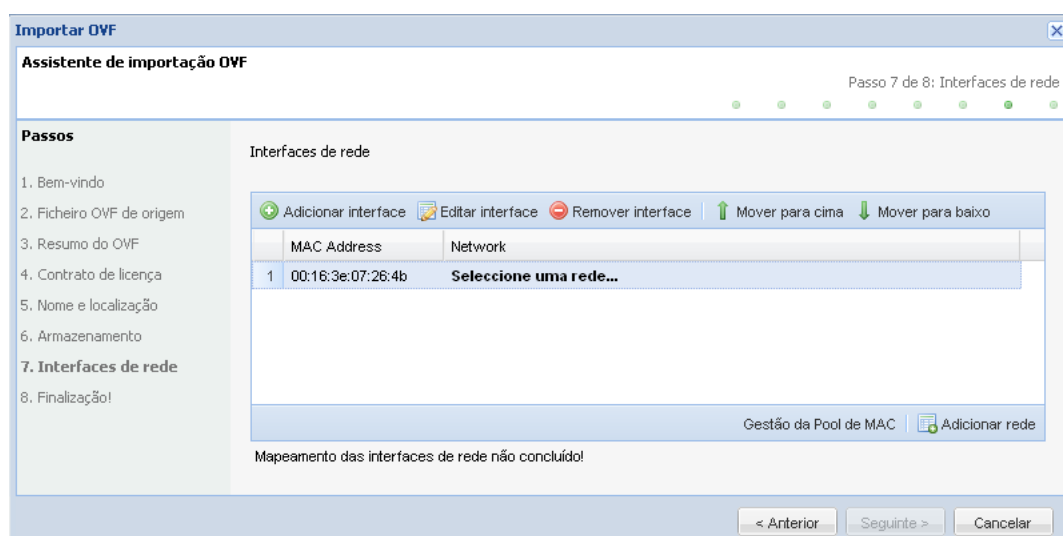 Importar OVF
Assistente de importação OVF
Passo 7 de 8: Interfaces de rede
Passos
1. Bem-vindo
2. Ficheiro OVF de origem
3. Resumo do OVF
4. Contrato de licença
5. Nome e localização
6. Armazenamento
7. Interfaces de rede
8. Finalização!
Interfaces de rede
Adicionar interface Editar interface Remover interface Mover para cima Mover para baixo
MAC Address Network
1 00:16:3e:07:26:4b Seleccione uma rede...
Gestão da Pool de MAC Adicionar rede
Mapeamento das interfaces de rede não concluído!
< Anterior Seguinte > Cancelar